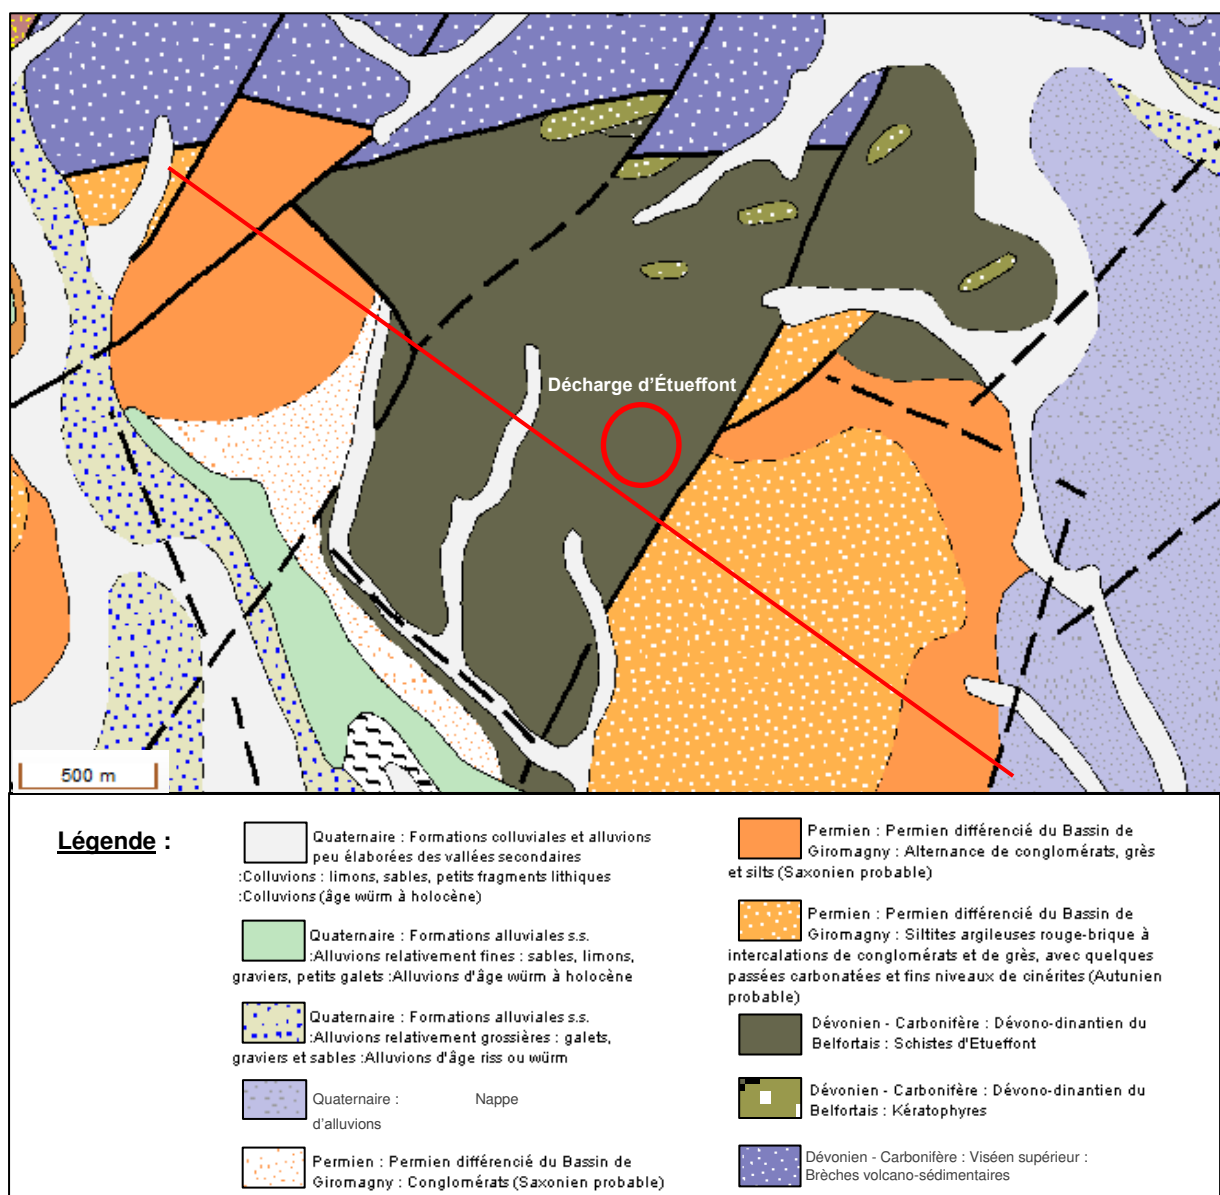 Décharge d'Étueffont
500 m
Légende :
Quaternaire : Formations colluviales et alluvions
peu élaborées des vallées secondaires
:Colluvions : limons, sables, petits fragments lithiques
:Colluvions (âge würm à holocène)
Quaternaire : Formations alluviales s.s.
:Alluvions relativement fines : sables, limons,
graviers, petits galets :Alluvions d'âge würm à holocène
Quaternaire : Formations alluviales s.s.
:Alluvions relativement grossières : galets,
graviers et sables :Alluvions d'âge riss ou würm
Quaternaire : Nappe
d'alluvions
Permien : Permien différencié du Bassin de
Giromagny : Conglomérats (Saxonien probable)
Permien : Permien différencié du Bassin de
Giromagny : Alternance de conglomérats, grès
et silts (Saxonien probable)
Permien : Permien différencié du Bassin de
Giromagny : Siltites argileuses rouge-brique à
intercalations de conglomérats et de grès, avec quelques
passées carbonatées et fins niveaux de cinérites (Autunien
probable)
Dévonien - Carbonifère : Dévono-dinantien du
Belfortais : Schistes d'Etueffont
Dévonien - Carbonifère : Dévono-dinantien du
Belfortais : Kératophyres
Dévonien - Carbonifère : Viséen supérieur :
Brèches volcano-sédimentaires